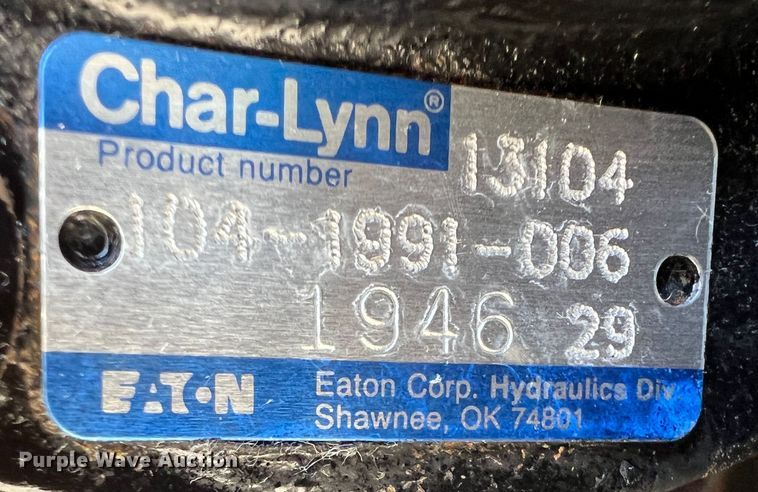 Char-Lynn®
Product number 13104
104-1991-006
1946 29
EATON Eaton Corp. Hydraulics Div.
Shawnee, OK 74801
Purple Wave Auction